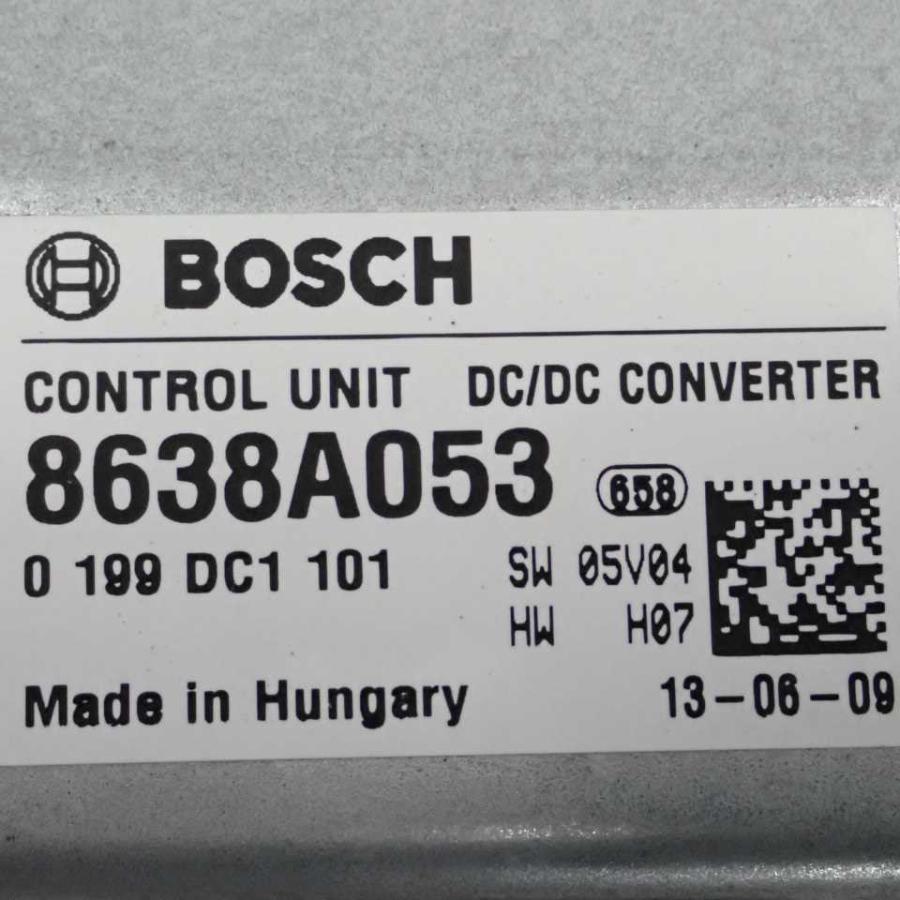 BOSCH
CONTROL UNIT DC/DC CONVERTER
8638A053
658
0 199 DC1 101
SW 05V04
HW H07
Made in Hungary
13-06-09